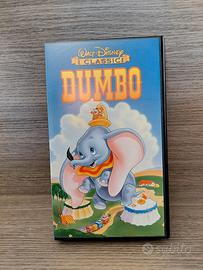 WALT DISNEY
I CLASSICI
DUMBO
subito